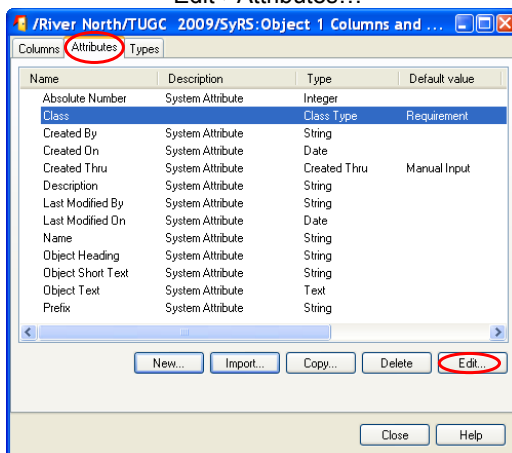 Edit - Attributes…
/River North/TUGC 2009/SyRS:Object 1 Columns and ...
Columns Attributes Types
Name Description Type Default value
Absolute Number System Attribute Integer
Class Class Type Requirement
Created By System Attribute String
Created On System Attribute Date
Created Thru System Attribute Created Thru Manual Input
Description System Attribute String
Last Modified By System Attribute String
Last Modified On System Attribute Date
Name System Attribute String
Object Heading System Attribute String
Object Short Text System Attribute String
Object Text System Attribute Text
Prefix System Attribute String
New... Import... Copy... Delete Edit...
Close Help